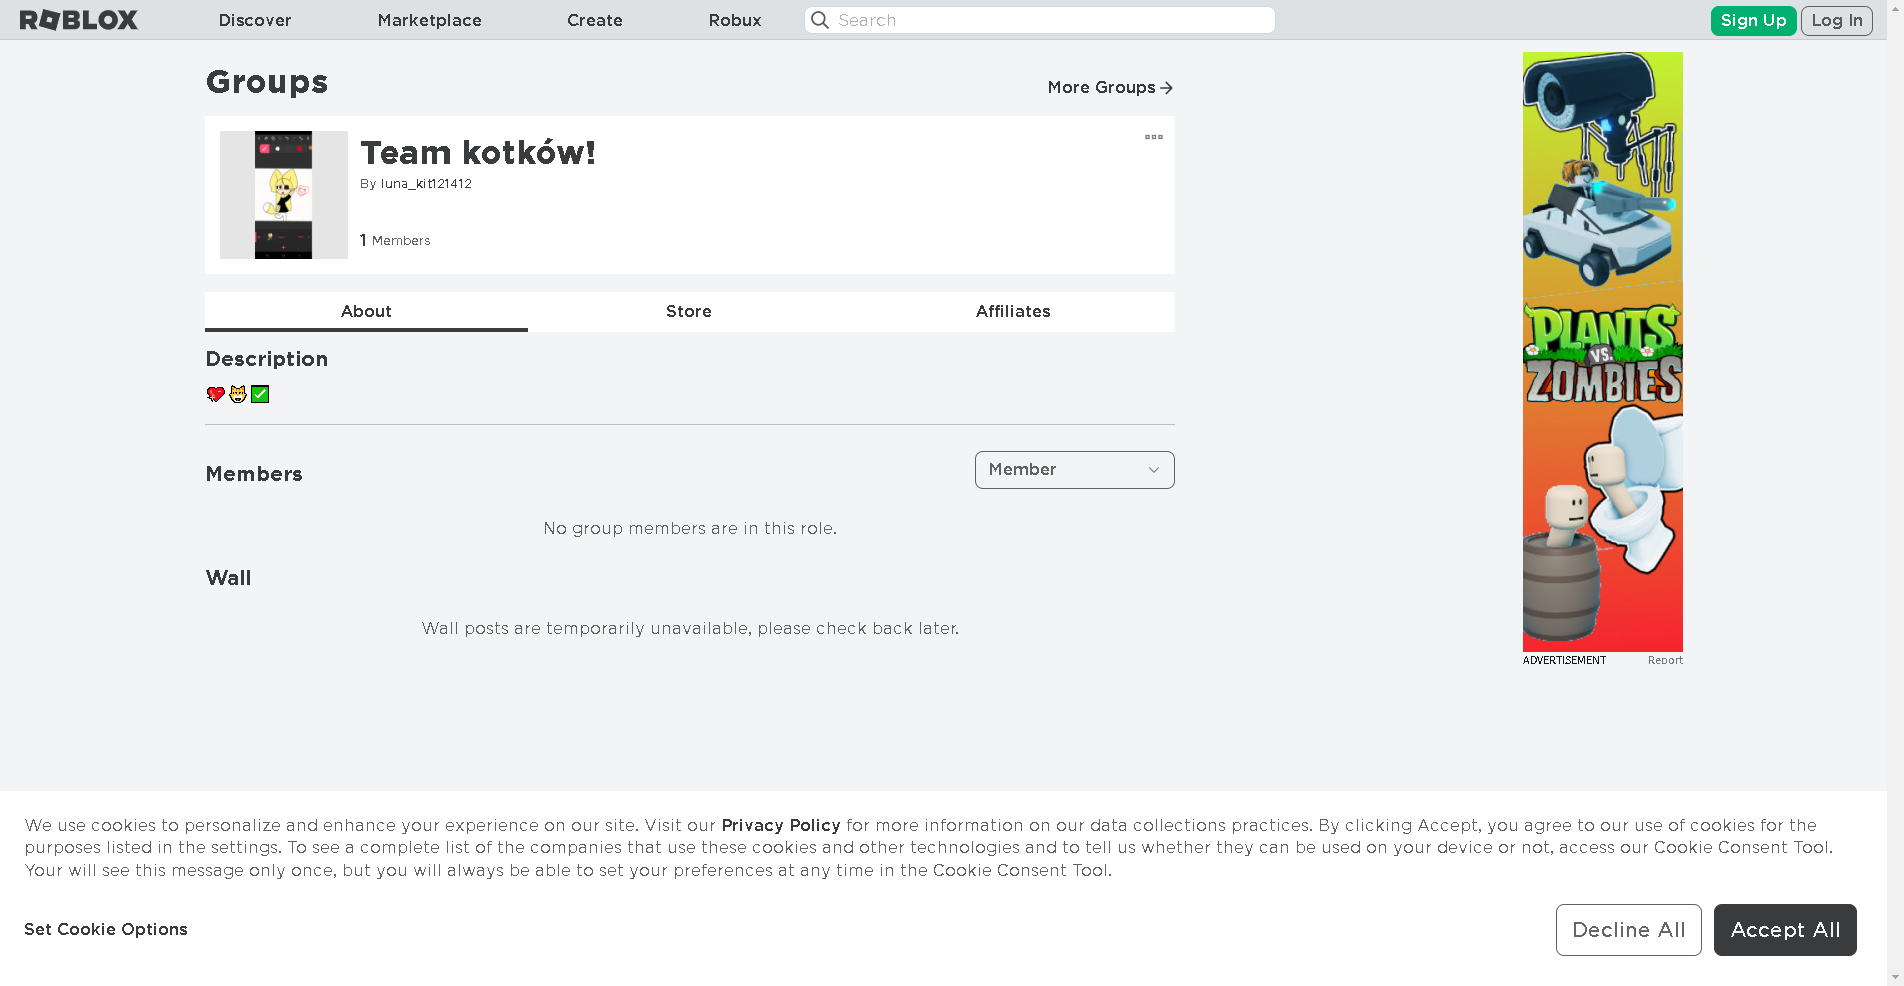 ROBLOX
Discover
Marketplace
Create
Robux
Search
Sign Up
Log In
Groups
More Groups
Team kotków!
By luna_kit121412
1 Members
About
Store
Affiliates
Description
Members
Member
No group members are in this role.
Wall
Wall posts are temporarily unavailable, please check back later.
PLANTS
VS.
ZOMBIES
ADVERTISEMENT
Report
We use cookies to personalize and enhance your experience on our site. Visit our Privacy Policy for more information on our data collections practices. By clicking Accept, you agree to our use of cookies for the
purposes listed in the settings. To see a complete list of the companies that use these cookies and other technologies and to tell us whether they can be used on your device or not, access our Cookie Consent Tool.
Your will see this message only once, but you will always be able to set your preferences at any time in the Cookie Consent Tool.
Set Cookie Options
Decline All
Accept All